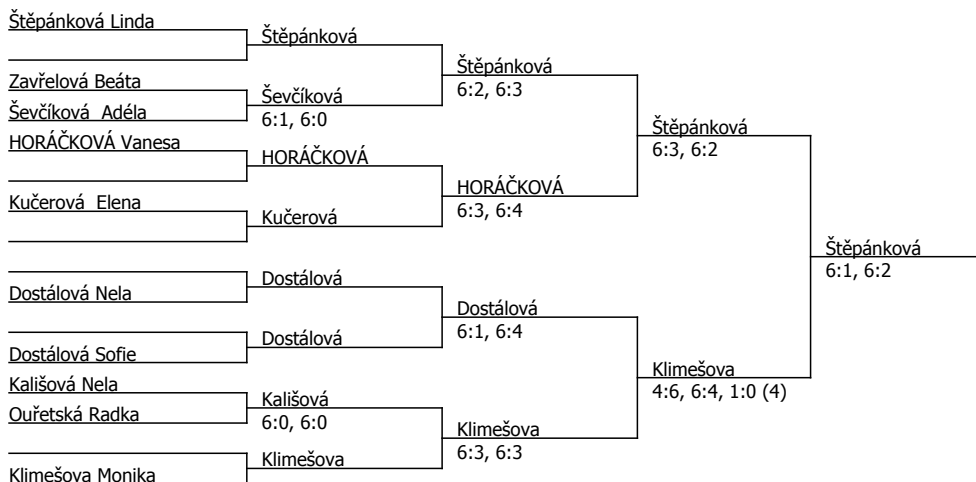 Štěpánková Linda
Štěpánková
Štěpánková
6:2, 6:3
Zavřelová Beáta
Ševčíková
6:1, 6:0
Ševčíková  Adéla
Štěpánková
6:3, 6:2
HORÁČKOVÁ Vanesa
HORÁČKOVÁ
HORÁČKOVÁ
6:3, 6:4
Kučerová  Elena
Kučerová
Štěpánková
6:1, 6:2
Dostálová
Dostálová Nela
Dostálová
6:1, 6:4
Dostálová
Dostálová Sofie
Klimešova
4:6, 6:4, 1:0 (4)
Kališová Nela
Kališová
6:0, 6:0
Ouřetská Radka
Klimešova
6:3, 6:3
Klimešova
Klimešova Monika